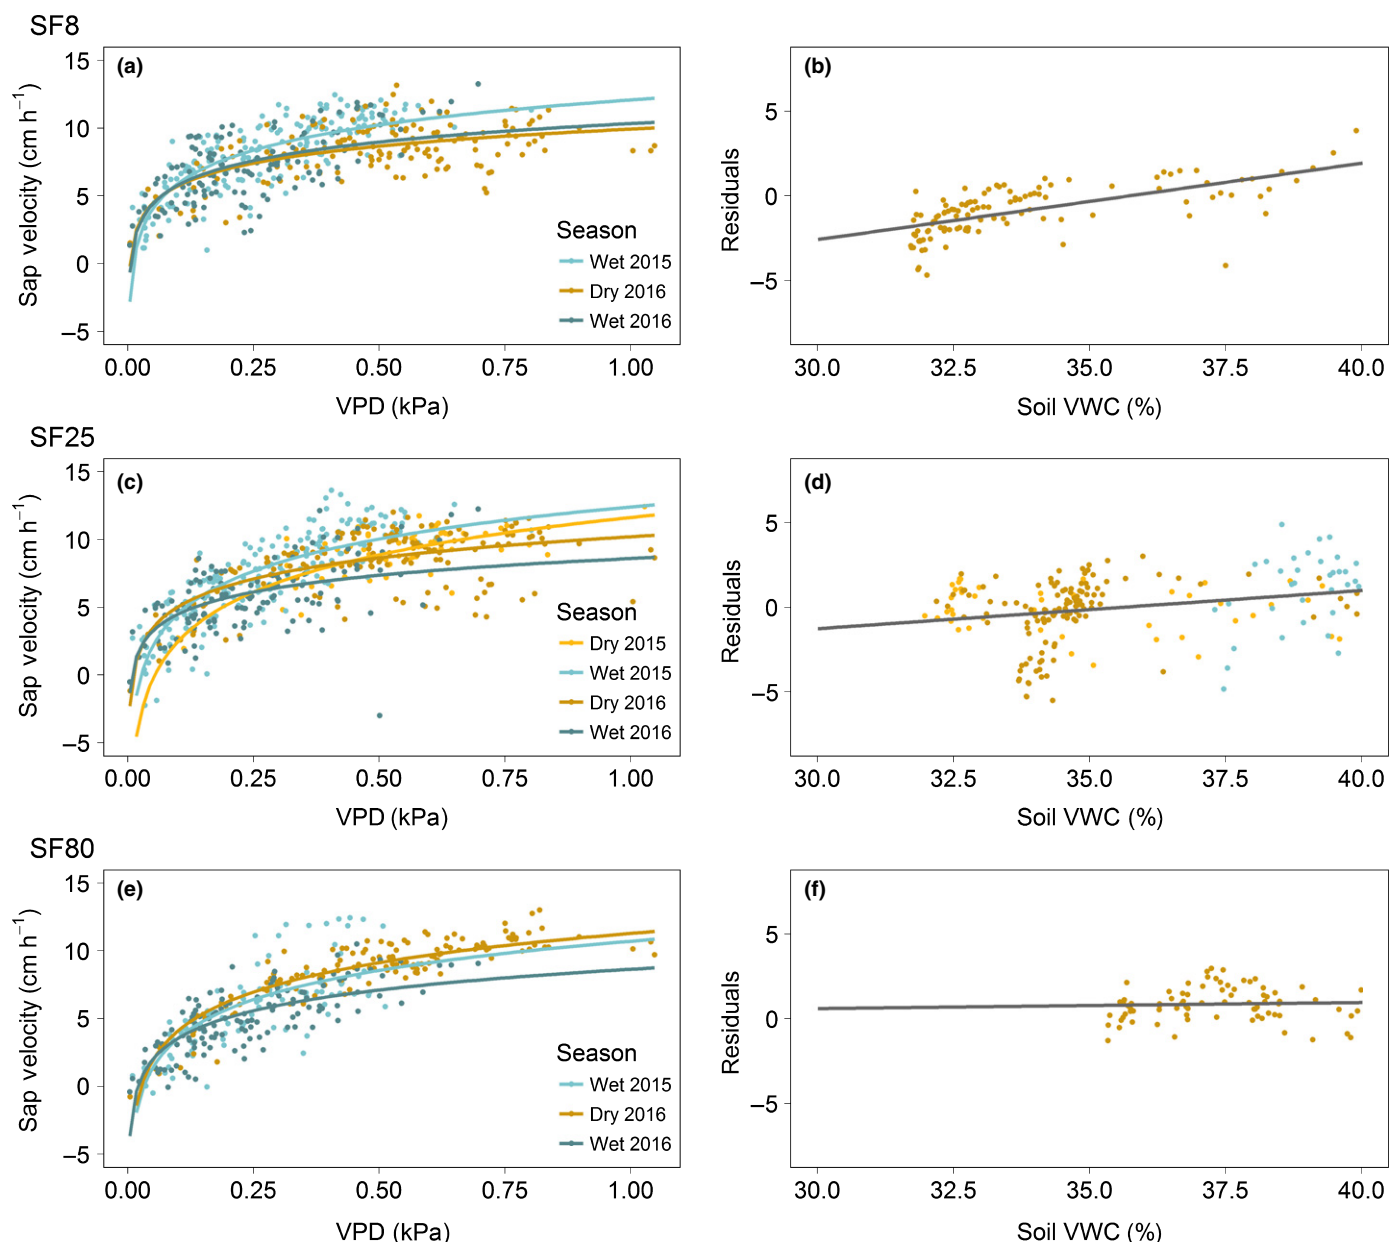 SF8
(a)
15
10
5
0
−5
Sap velocity (cm h⁻¹)
Season
Wet 2015
Dry 2016
Wet 2016
0.00 0.25 0.50 0.75 1.00
VPD (kPa)
(b)
5
0
−5
Residuals
30.0 32.5 35.0 37.5 40.0
Soil VWC (%)
SF25
(c)
15
10
5
0
−5
Sap velocity (cm h⁻¹)
Season
Dry 2015
Wet 2015
Dry 2016
Wet 2016
0.00 0.25 0.50 0.75 1.00
VPD (kPa)
(d)
5
0
−5
Residuals
30.0 32.5 35.0 37.5 40.0
Soil VWC (%)
SF80
(e)
15
10
5
0
−5
Sap velocity (cm h⁻¹)
Season
Wet 2015
Dry 2016
Wet 2016
0.00 0.25 0.50 0.75 1.00
VPD (kPa)
(f)
5
0
−5
Residuals
30.0 32.5 35.0 37.5 40.0
Soil VWC (%)